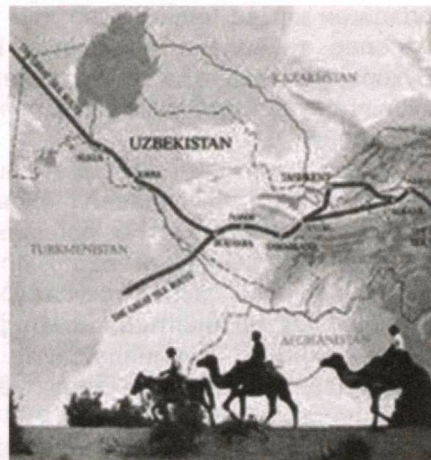 THE GREAT SILK ROUTE
KAZAKHSTAN
UZBEKISTAN
TASHKENT
KHIVA
BUKHARA
SAMARKAND
TURKMENISTAN
THE GREAT SILK ROUTE
AFGHANISTAN